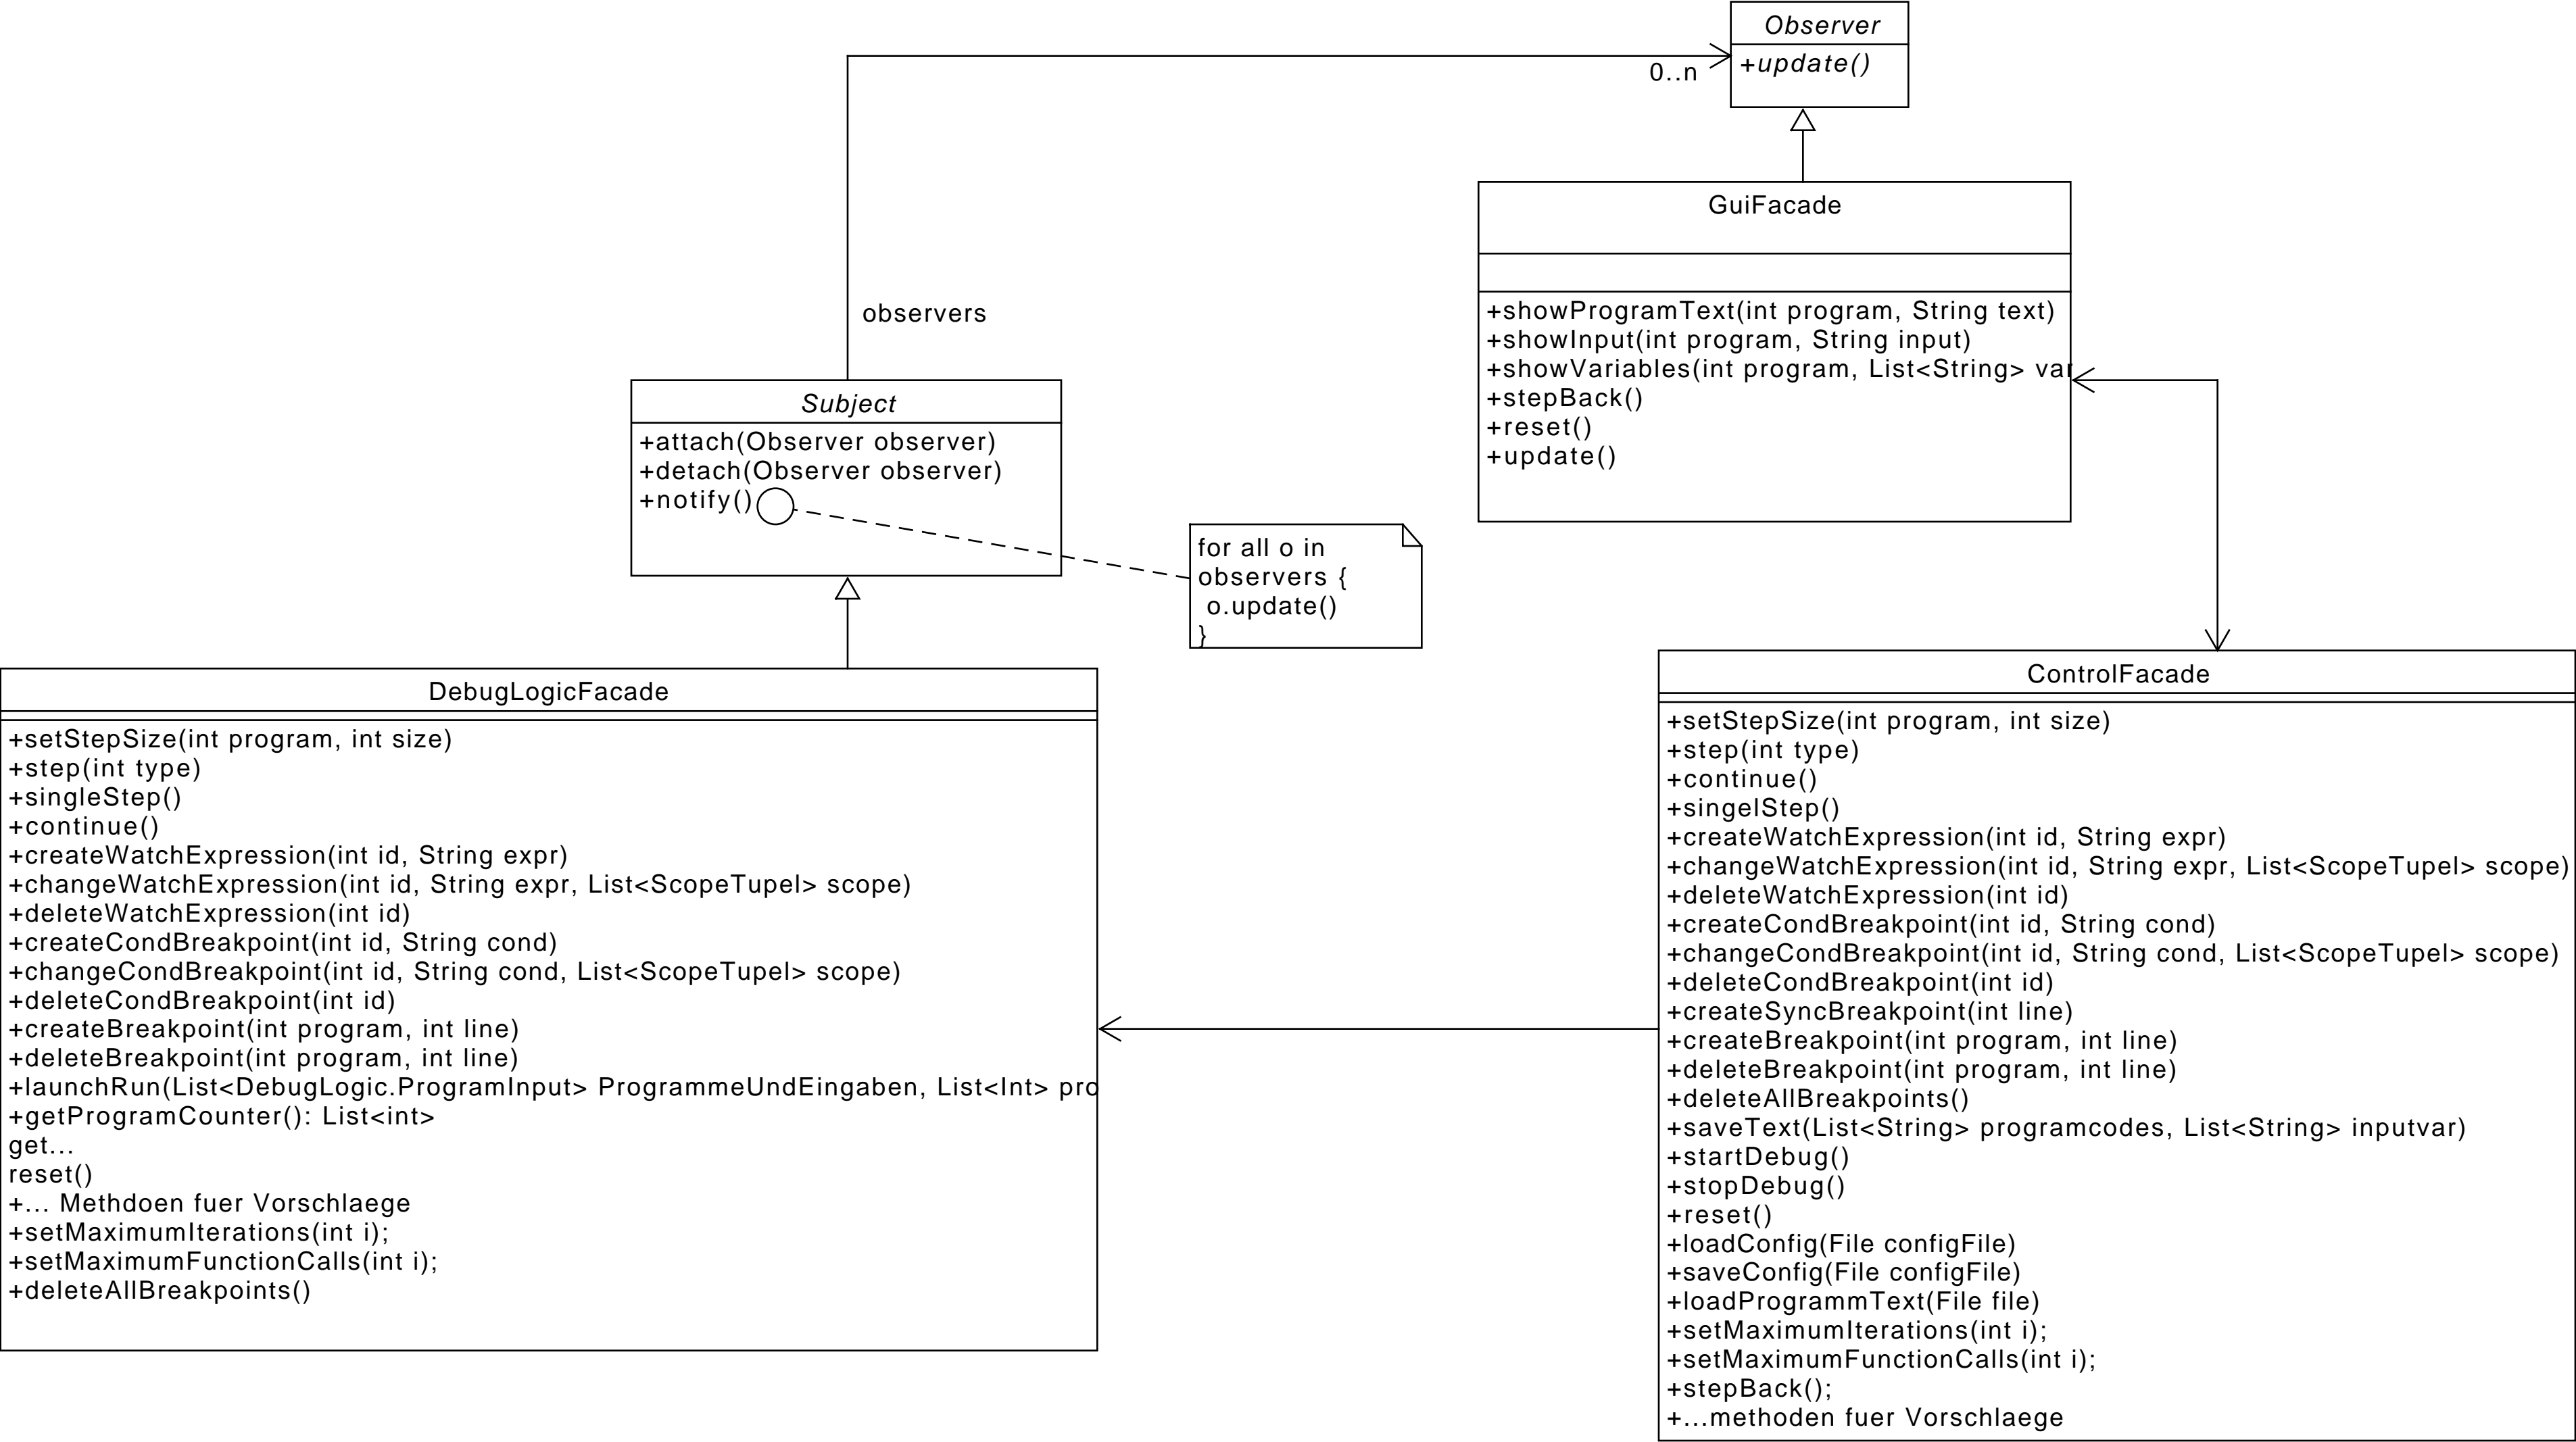 Observer
+update()
0..n
GuiFacade
+showProgramText(int program, String text)
+showInput(int program, String input)
+showVariables(int program, List<String> var
+stepBack()
+reset()
+update()
observers
Subject
+attach(Observer observer)
+detach(Observer observer)
+notify()
for all o in
observers {
o.update()
}
DebugLogicFacade
+setStepSize(int program, int size)
+step(int type)
+singleStep()
+continue()
+createWatchExpression(int id, String expr)
+changeWatchExpression(int id, String expr, List<ScopeTupel> scope)
+deleteWatchExpression(int id)
+createCondBreakpoint(int id, String cond)
+changeCondBreakpoint(int id, String cond, List<ScopeTupel> scope)
+deleteCondBreakpoint(int id)
+createBreakpoint(int program, int line)
+deleteBreakpoint(int program, int line)
+launchRun(List<DebugLogic.ProgramInput> ProgrammeUndEingaben, List<Int> pro
+getProgramCounter(): List<int>
get...
reset()
+... Methdoen fuer Vorschlaege
+setMaximumIterations(int i);
+setMaximumFunctionCalls(int i);
+deleteAllBreakpoints()
ControlFacade
+setStepSize(int program, int size)
+step(int type)
+continue()
+singelStep()
+createWatchExpression(int id, String expr)
+changeWatchExpression(int id, String expr, List<ScopeTupel> scope)
+deleteWatchExpression(int id)
+createCondBreakpoint(int id, String cond)
+changeCondBreakpoint(int id, String cond, List<ScopeTupel> scope)
+deleteCondBreakpoint(int id)
+createSyncBreakpoint(int line)
+createBreakpoint(int program, int line)
+deleteBreakpoint(int program, int line)
+deleteAllBreakpoints()
+saveText(List<String> programcodes, List<String> inputvar)
+startDebug()
+stopDebug()
+reset()
+loadConfig(File configFile)
+saveConfig(File configFile)
+loadProgrammText(File file)
+setMaximumIterations(int i);
+setMaximumFunctionCalls(int i);
+stepBack();
+...methoden fuer Vorschlaege